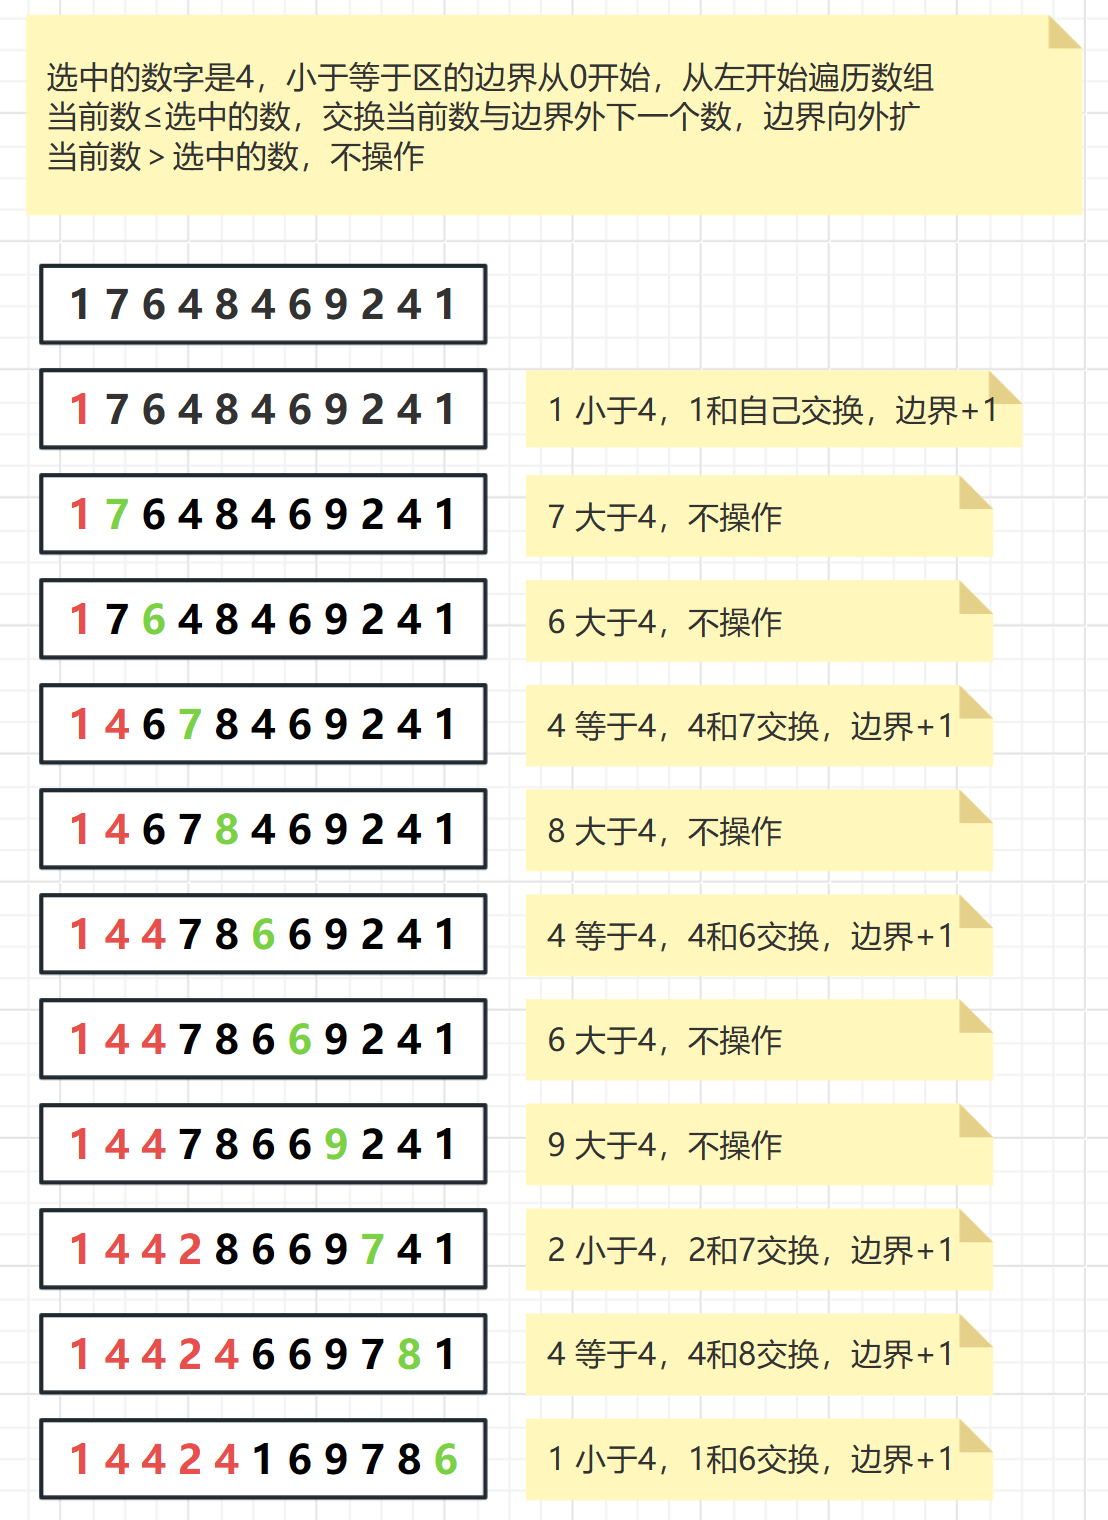 选中的数字是4，小于等于区的边界从0开始，从左开始遍历数组
当前数≤选中的数，交换当前数与边界外下一个数，边界向外扩
当前数 > 选中的数，不操作
1 7 6 4 8 4 6 9 2 4 1
1 7 6 4 8 4 6 9 2 4 1
1 小于4，1和自己交换，边界+1
1 7 6 4 8 4 6 9 2 4 1
7 大于4，不操作
1 7 6 4 8 4 6 9 2 4 1
6 大于4，不操作
1 4 6 7 8 4 6 9 2 4 1
4 等于4，4和7交换，边界+1
1 4 6 7 8 4 6 9 2 4 1
8 大于4，不操作
1 4 4 7 8 6 6 9 2 4 1
4 等于4，4和6交换，边界+1
1 4 4 7 8 6 6 9 2 4 1
6 大于4，不操作
1 4 4 7 8 6 6 9 2 4 1
9 大于4，不操作
1 4 4 2 8 6 6 9 7 4 1
2 小于4，2和7交换，边界+1
1 4 4 2 4 6 6 9 7 8 1
4 等于4，4和8交换，边界+1
1 4 4 2 4 1 6 9 7 8 6
1 小于4，1和6交换，边界+1